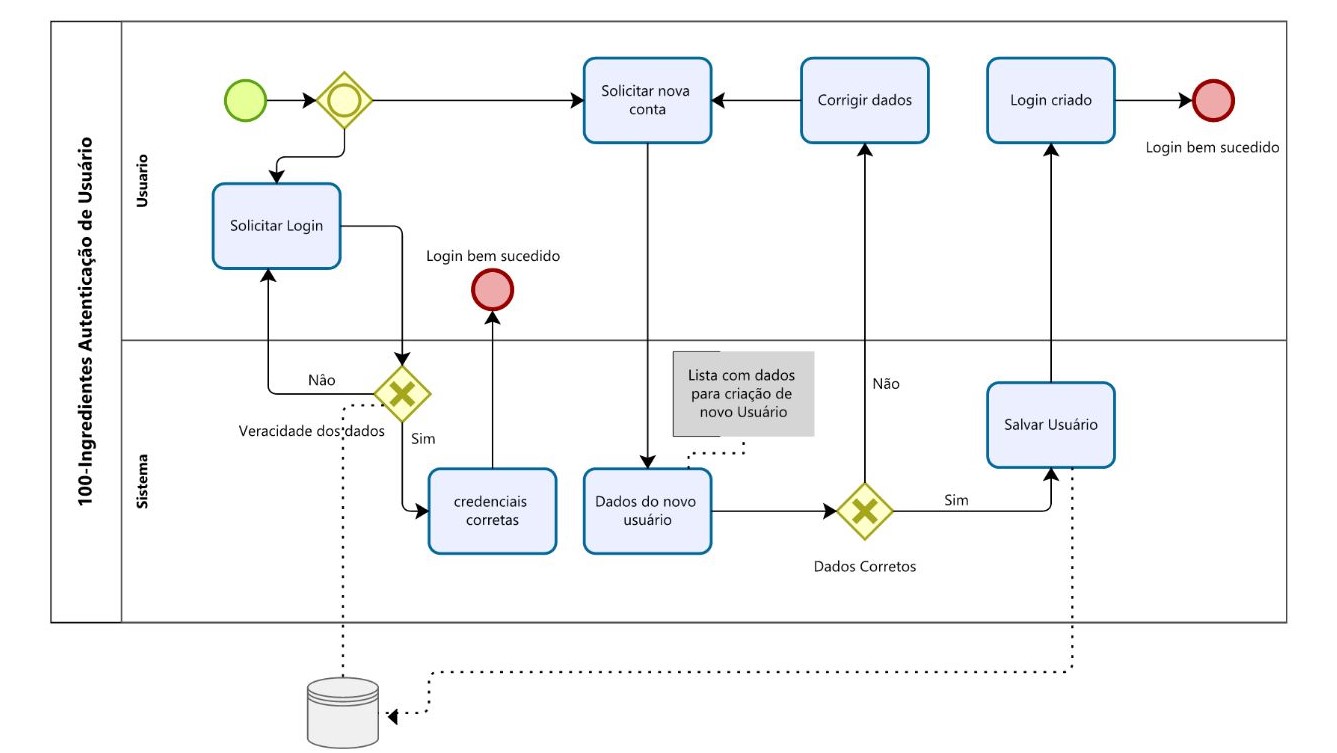 100-Ingredientes Autenticação de Usuário
Usuario
Solicitar nova
conta
Corrigir dados
Login criado
Login bem sucedido
Solicitar Login
Login bem sucedido
Sistema
Nâo
Veracidade dos dados
Sim
credenciais
corretas
Lista com dados
para criação de
novo Usuário
Dados do novo
usuário
Não
Dados Corretos
Sim
Salvar Usuário